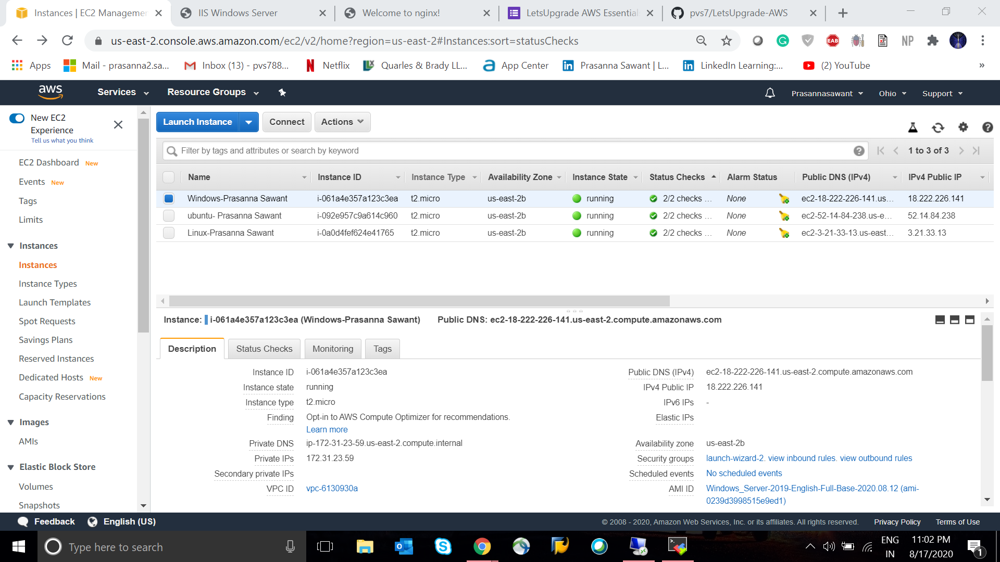 Instances | EC2 Managemen
IIS Windows Server
Welcome to nginx!
LetsUpgrade AWS Essential
pvs7/LetsUpgrade-AWS
us-east-2.console.aws.amazon.com/ec2/v2/home?region=us-east-2#Instances:sort=statusChecks
EAB
XP
NP
Apps
Mail - prasanna2.sa...
Inbox (13) - pvs788...
Netflix
Quarles & Brady LL...
App Center
Prasanna Sawant | L...
LinkedIn Learning:...
(2) YouTube
»
aws
Services
Resource Groups
Prasannasawant
Ohio
Support
New EC2
Experience
Tell us what you think
EC2 Dashboard New
Events New
Tags
Limits
Instances
Instances
Instance Types
Launch Templates
Spot Requests
Savings Plans
Reserved Instances
Dedicated Hosts New
Capacity Reservations
Images
AMIs
Elastic Block Store
Volumes
Snapshots
Launch Instance
Connect
Actions
Filter by tags and attributes or search by keyword
1 to 3 of 3
Name Instance ID Instance Type Availability Zone Instance State Status Checks Alarm Status Public DNS (IPv4) IPv4 Public IP
Windows-Prasanna Sawant i-061a4e357a123c3ea t2.micro us-east-2b running 2/2 checks ... None ec2-18-222-226-141.us... 18.222.226.141
ubuntu- Prasanna Sawant i-092e957c9a614c960 t2.micro us-east-2b running 2/2 checks ... None ec2-52-14-84-238.us-e... 52.14.84.238
Linux-Prasanna Sawant i-0a0d4fef624e41765 t2.micro us-east-2b running 2/2 checks ... None ec2-3-21-33-13.us-east... 3.21.33.13
Instance: i-061a4e357a123c3ea (Windows-Prasanna Sawant) Public DNS: ec2-18-222-226-141.us-east-2.compute.amazonaws.com
Description
Status Checks
Monitoring
Tags
Instance ID i-061a4e357a123c3ea
Instance state running
Instance type t2.micro
Finding Opt-in to AWS Compute Optimizer for recommendations.
Learn more
Private DNS ip-172-31-23-59.us-east-2.compute.internal
Private IPs 172.31.23.59
Secondary private IPs
VPC ID vpc-6130930a
Public DNS (IPv4) ec2-18-222-226-141.us-east-2.compute.amazonaws.com
IPv4 Public IP 18.222.226.141
IPv6 IPs -
Elastic IPs
Availability zone us-east-2b
Security groups launch-wizard-2. view inbound rules. view outbound rules
Scheduled events No scheduled events
AMI ID Windows_Server-2019-English-Full-Base-2020.08.12 (ami-
0239d3998515e9ed1)
Feedback
English (US)
© 2008 - 2020, Amazon Web Services, Inc. or its affiliates. All rights reserved.
Privacy Policy
Terms of Use
Type here to search
ENG
IN
11:02 PM
8/17/2020
1